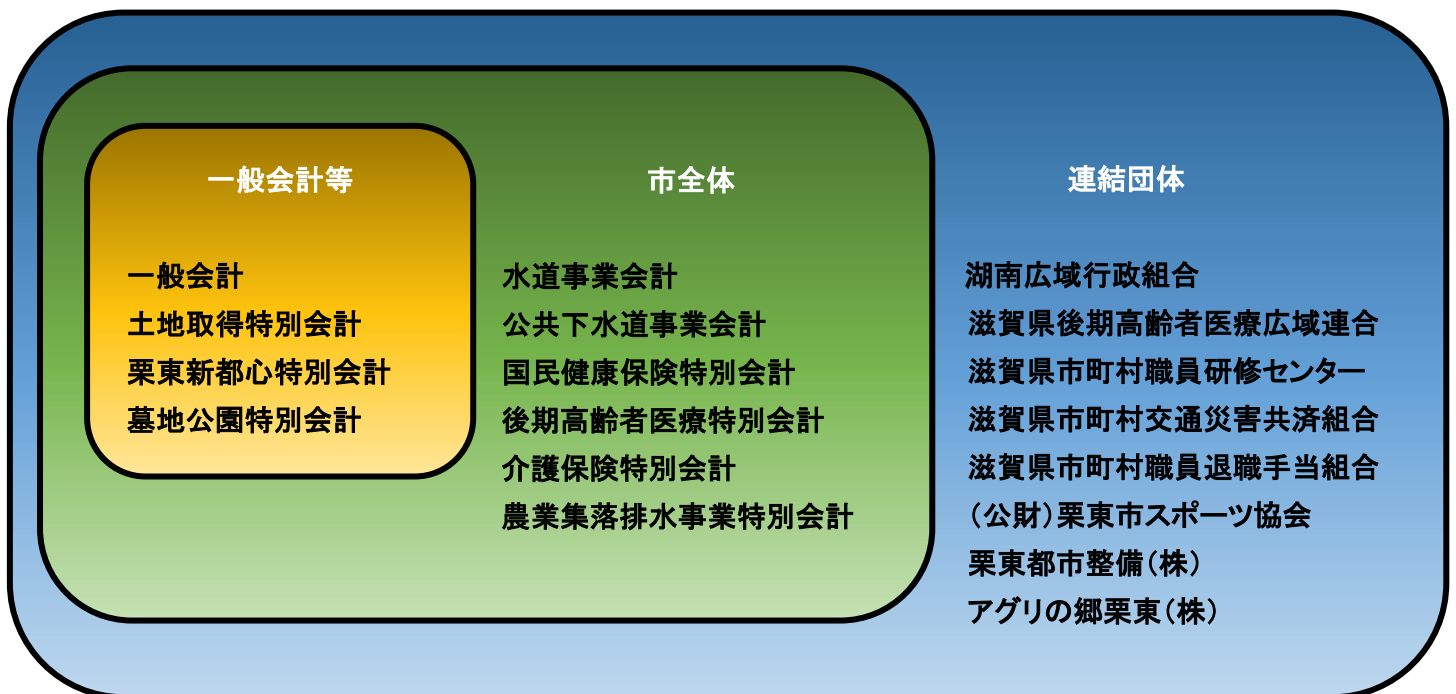 一般会計等
一般会計
土地取得特別会計
栗東新都心特別会計
墓地公園特別会計
市全体
水道事業会計
公共下水道事業会計
国民健康保険特別会計
後期高齢者医療特別会計
介護保険特別会計
農業集落排水事業特別会計
連結団体
湖南広域行政組合
滋賀県後期高齢者医療広域連合
滋賀県市町村職員研修センター
滋賀県市町村交通災害共済組合
滋賀県市町村職員退職手当組合
（公財）栗東市スポーツ協会
栗東都市整備（株）
アグリの郷栗東（株）